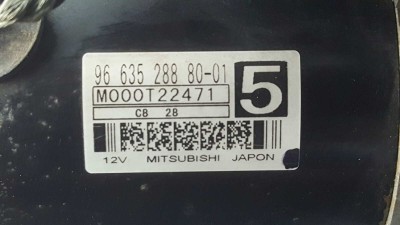 96 635 288 80-01
M000T22471
5
CB 28
12V MITSUBISHI JAPON